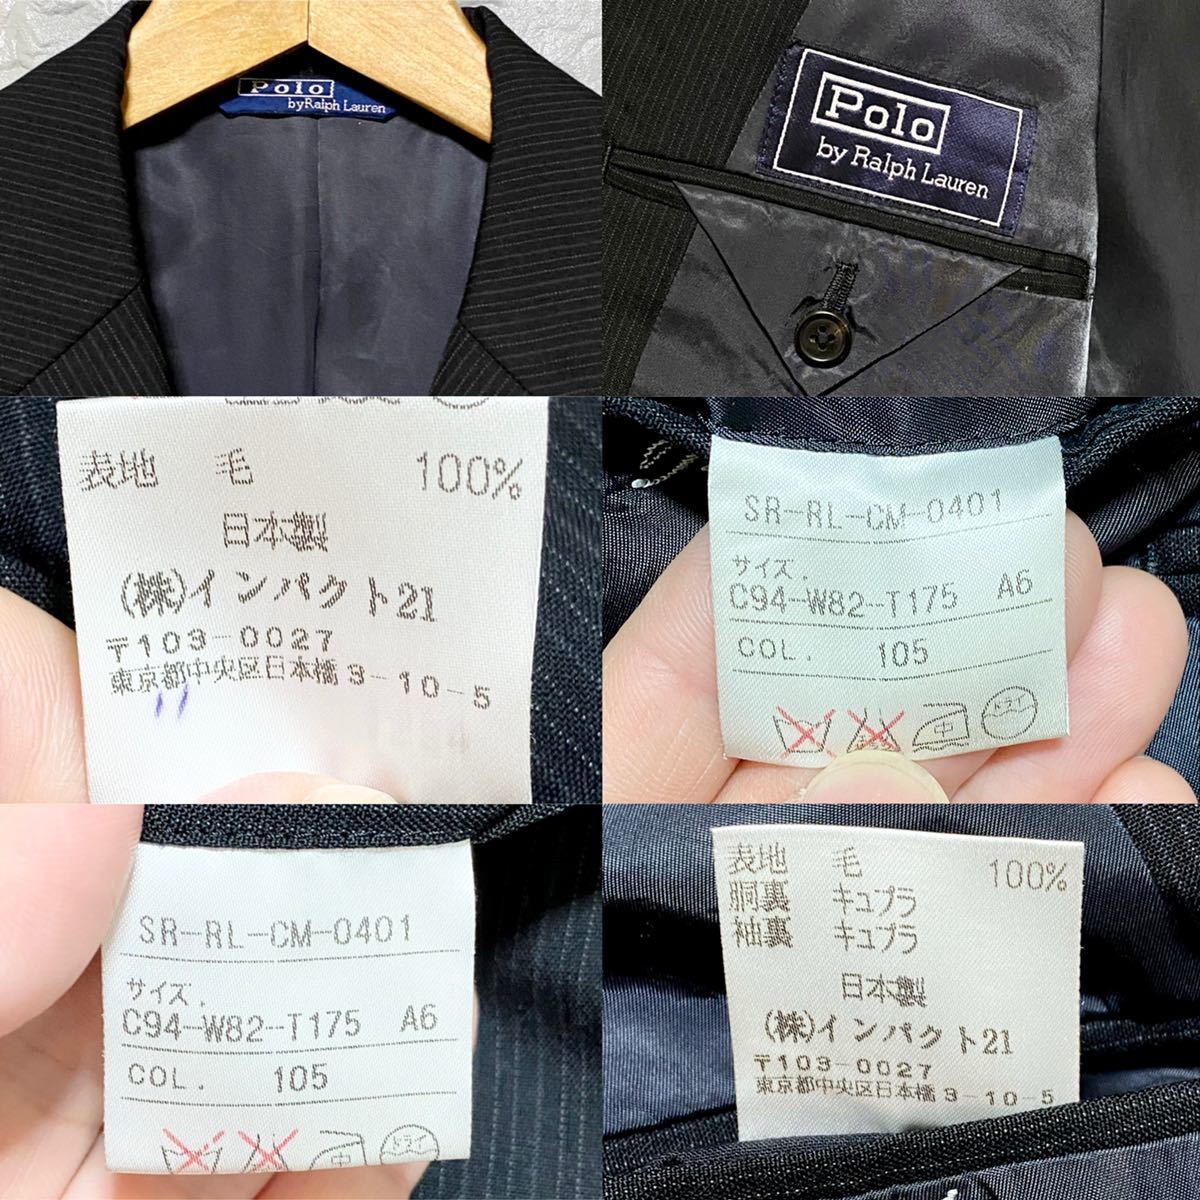 Polo
by Ralph Lauren
Polo
by Ralph Lauren
表地 毛 100%
日本製
(株)インパクト21
〒103-0027
東京都中央区日本橋3-10-5
SR-RL-CM-0401
サイズ.
C94-W82-T175 A6
COL. 105
中
ドライ
SR-RL-CM-0401
サイズ.
C94-W82-T175 A6
COL. 105
中
ドライ
表地 毛 100%
胴裏 キュプラ
袖裏 キュプラ
日本製
(株)インパクト21
〒103-0027
東京都中央区日本橋3-10-5